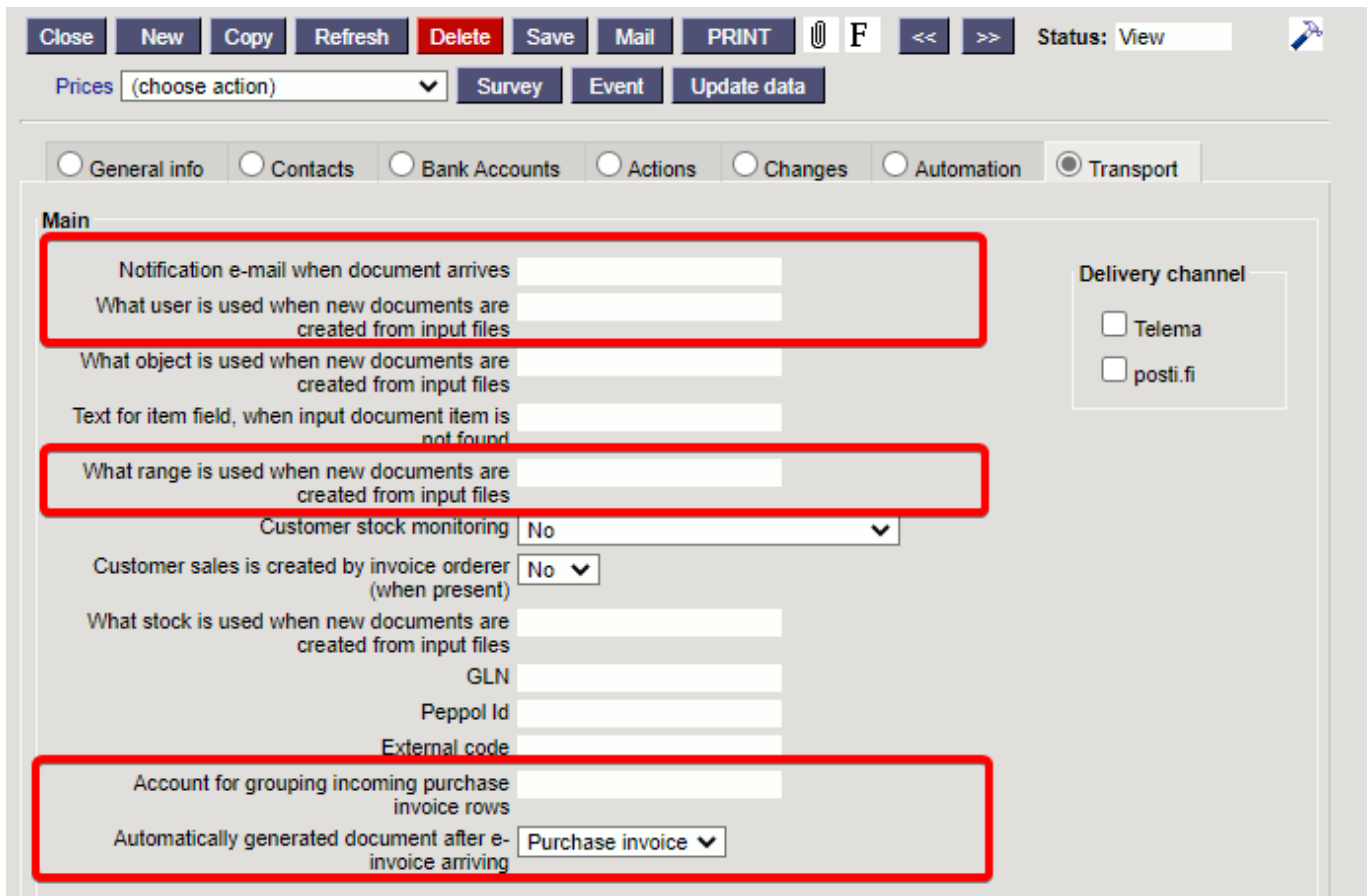 Close New Copy Refresh Delete Save Mail PRINT F << >> Status: View
Prices (choose action) Survey Event Update data
General info Contacts Bank Accounts Actions Changes Automation Transport
Main
Notification e-mail when document arrives
What user is used when new documents are
created from input files
What object is used when new documents are
created from input files
Text for item field, when input document item is
not found
What range is used when new documents are
created from input files
Customer stock monitoring No
Customer sales is created by invoice orderer
(when present) No
What stock is used when new documents are
created from input files
GLN
Peppol Id
External code
Account for grouping incoming purchase
invoice rows
Automatically generated document after e-
invoice arriving Purchase invoice
Delivery channel
Telema
posti.fi